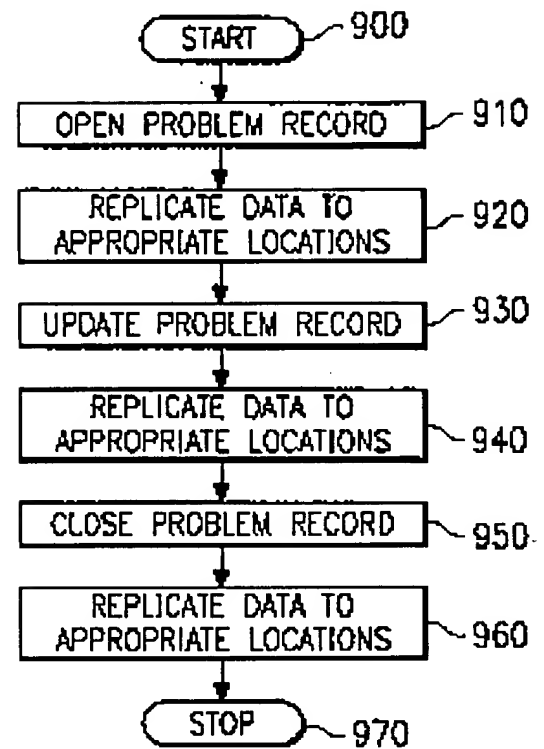 START 900
OPEN PROBLEM RECORD 910
REPLICATE DATA TO
APPROPRIATE LOCATIONS 920
UPDATE PROBLEM RECORD 930
REPLICATE DATA TO
APPROPRIATE LOCATIONS 940
CLOSE PROBLEM RECORD 950
REPLICATE DATA TO
APPROPRIATE LOCATIONS 960
STOP 970